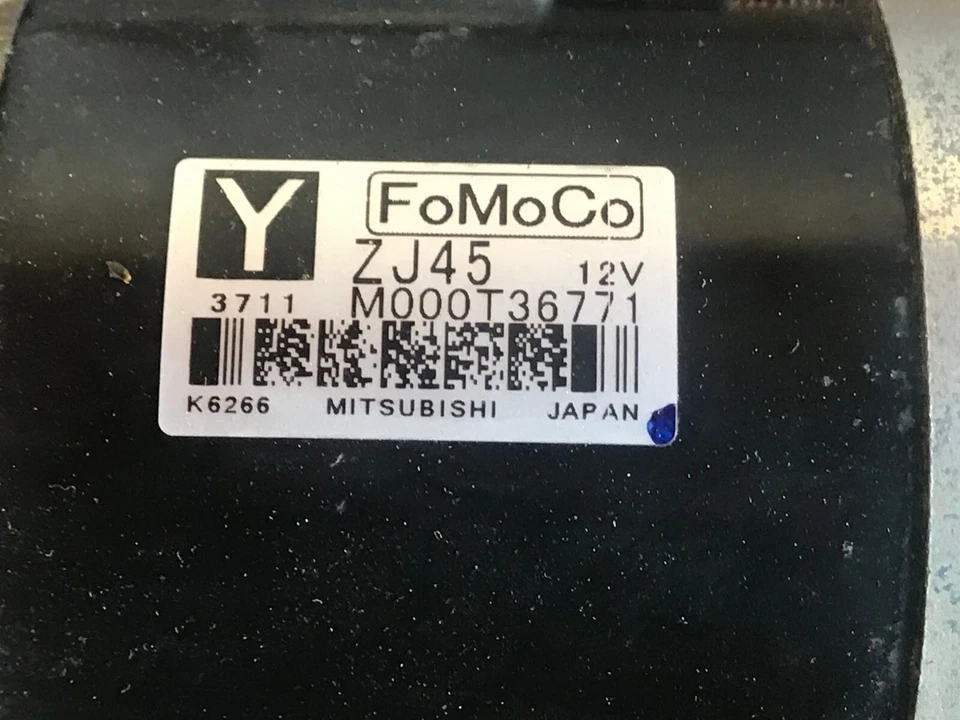 Y FoMoCo
ZJ45 12V
3711 M000T36771
K6266 MITSUBISHI JAPAN